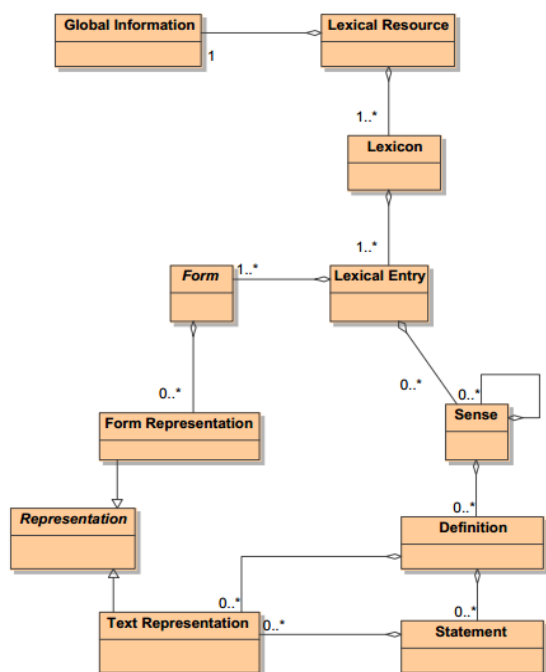 Global Information
Lexical Resource
1
1..*
Lexicon
1..*
Form
1..*
Lexical Entry
0..*
0..*
0..*
Form Representation
Sense
Representation
0..*
Definition
0..*
0..*
0..*
Text Representation
Statement